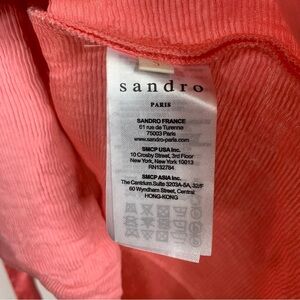 sandro
PARIS
SANDRO FRANCE
61 rue de Turenne
75003 Paris
www.sandro-paris.com
SMCP USA Inc.
10 Crosby Street, 3rd Floor
New York, New York 10013
RN132784
SMCP ASIA Inc.
The Centrium Suite 3203A-5A, 32/F
60 Wyndham Street, Central
HONG-KONG